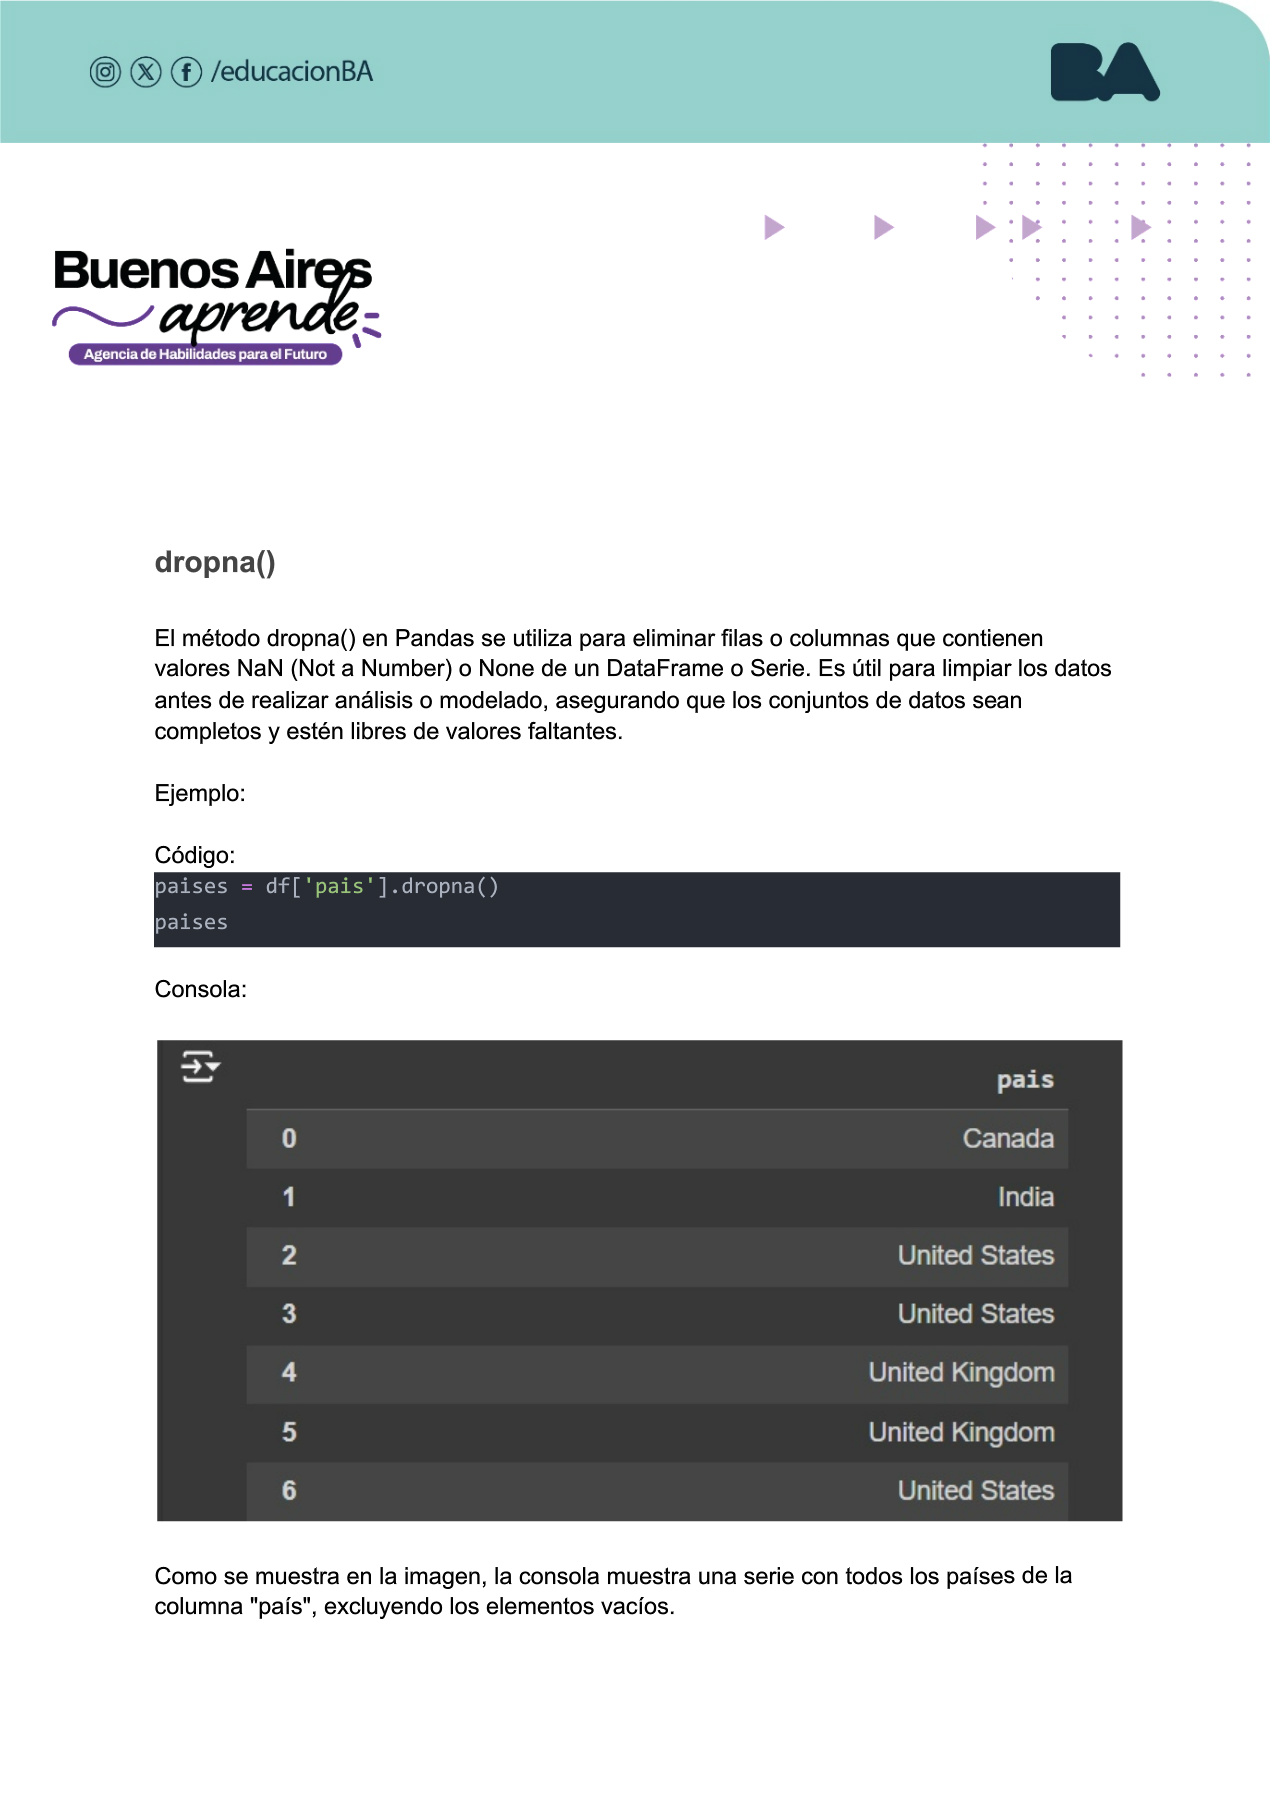 /educacionBA
BA
Buenos Aires
aprende
Agencia de Habilidades para el Futuro
dropna()
El método dropna() en Pandas se utiliza para eliminar filas o columnas que contienen
valores NaN (Not a Number) o None de un DataFrame o Serie. Es útil para limpiar los datos
antes de realizar análisis o modelado, asegurando que los conjuntos de datos sean
completos y estén libres de valores faltantes.
Ejemplo:
Código:
paises = df['pais'].dropna()
paises
Consola:
pais
0 Canada
1 India
2 United States
3 United States
4 United Kingdom
5 United Kingdom
6 United States
Como se muestra en la imagen, la consola muestra una serie con todos los países de la
columna "país", excluyendo los elementos vacíos.